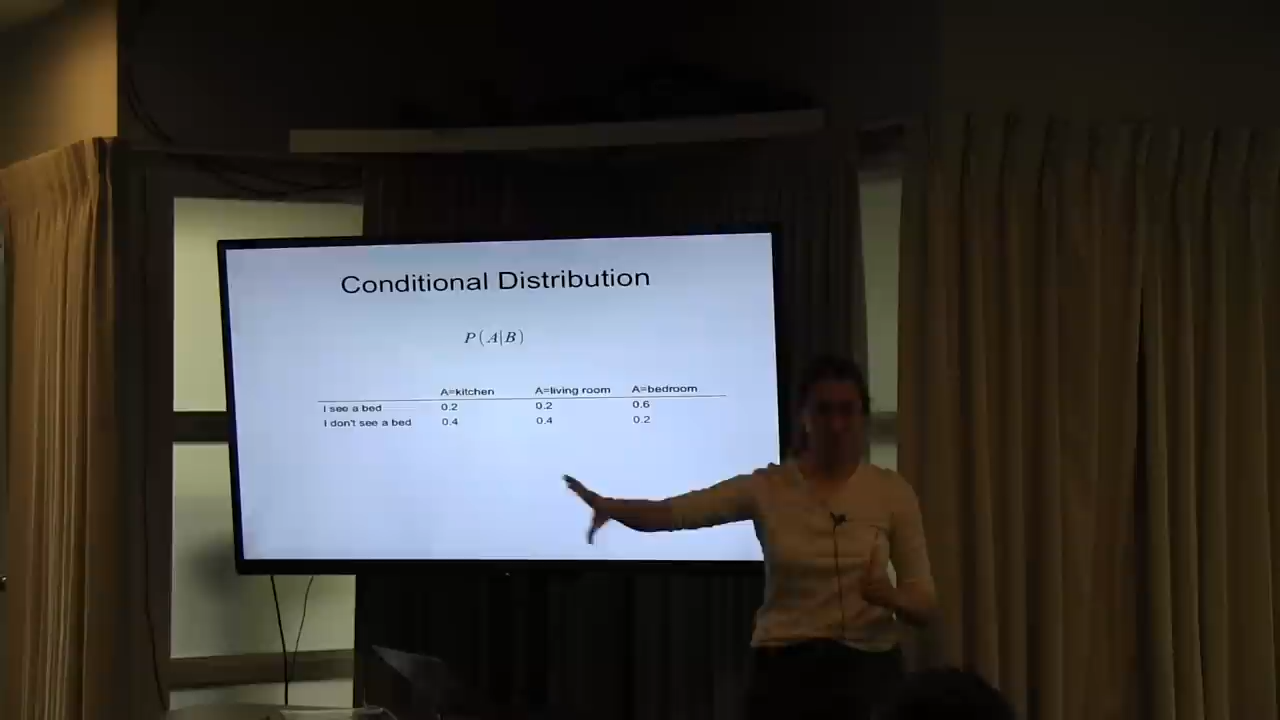 Conditional Distribution
P(A|B)
A=kitchen A=living room A=bedroom
I see a bed 0.2 0.2 0.6
I don't see a bed 0.4 0.4 0.2